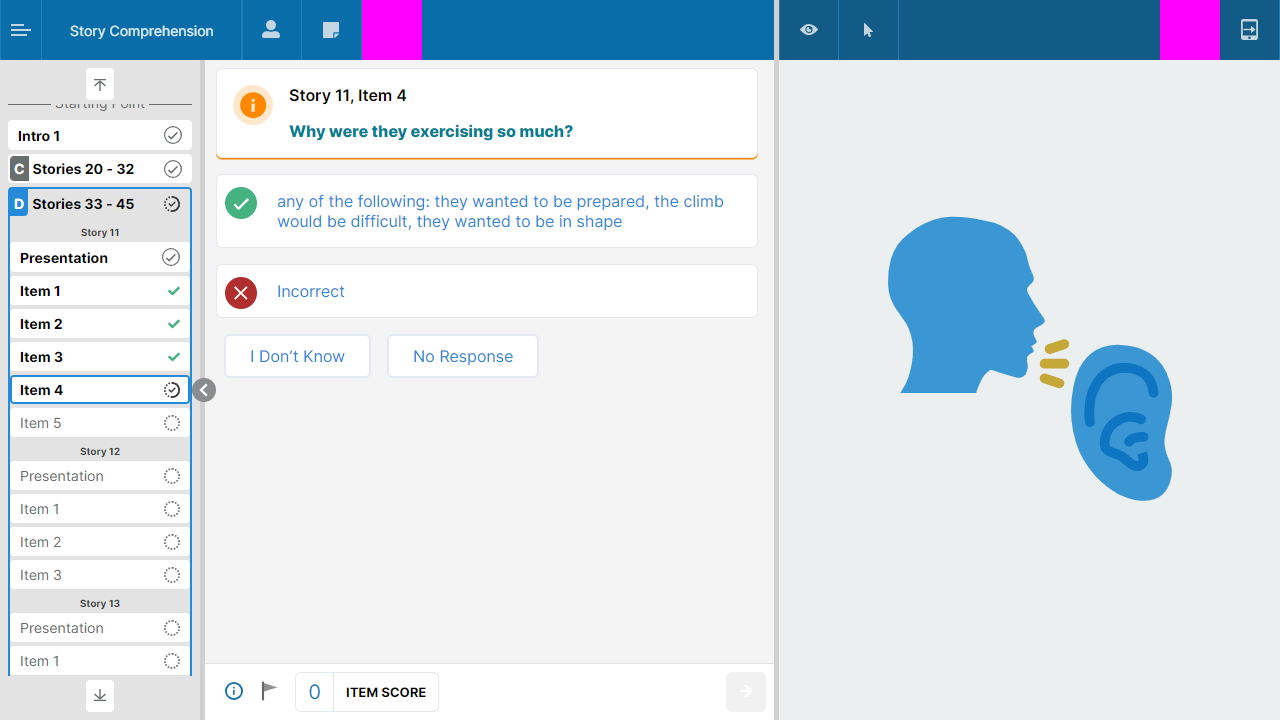 Story Comprehension
Starting Point
Intro 1
C Stories 20 - 32
D Stories 33 - 45
Story 11
Presentation
Item 1
Item 2
Item 3
Item 4
Item 5
Story 12
Presentation
Item 1
Item 2
Item 3
Story 13
Presentation
Item 1
Story 11, Item 4
Why were they exercising so much?
any of the following: they wanted to be prepared, the climb
would be difficult, they wanted to be in shape
Incorrect
I Don’t Know
No Response
0 ITEM SCORE